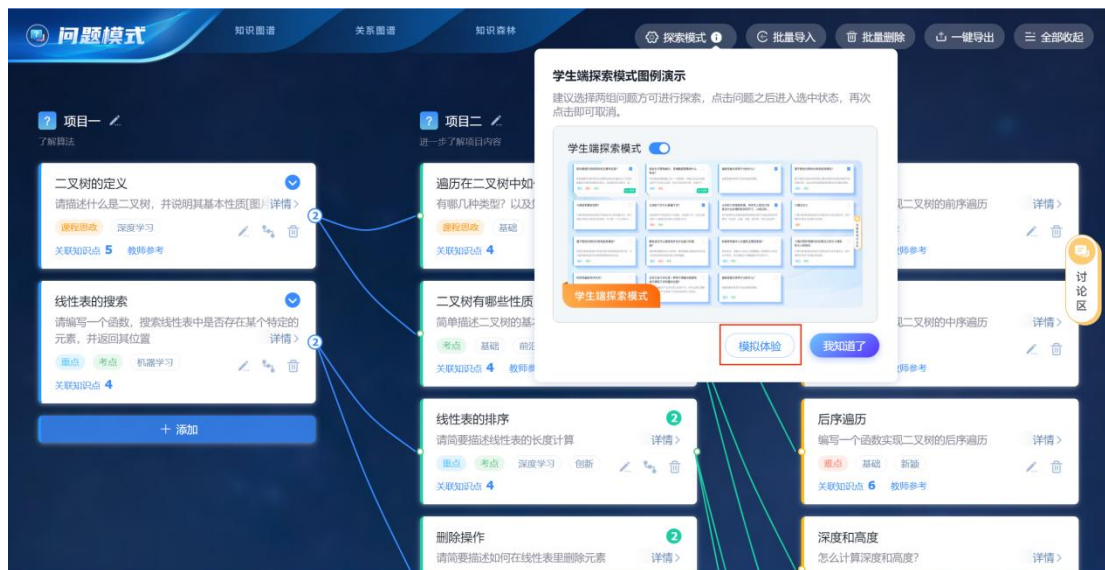 问题模式
知识图谱
关系图谱
知识森林
探索模式
批量导入
批量删除
一键导出
全部收起
学生端探索模式图例演示
建议选择两组问题方可进行探索,点击问题之后进入选中状态,再次
点击即可取消。
学生端探索模式
学生端探索模式
模拟体验
我知道了
? 项目一
了解算法
二叉树的定义
请描述什么是二叉树,并说明其基本性质[图片 详情>
2
课程思政 深度学习
关联知识点 5 教师参考
线性表的搜索
请编写一个函数,搜索线性表中是否存在某个特定的
元素,并返回其位置 详情>
2
重点 考点 机器学习
关联知识点 4
+ 添加
? 项目二
进一步了解项目内容
遍历在二叉树中如
有哪几种类型?以及
课程思政 基础
关联知识点 4
二叉树有哪些性质
简单描述二叉树的基
考点 基础 前沿
关联知识点 4 教师参
线性表的排序
2
请简要描述线性表的长度计算 详情>
重点 考点 深度学习 创新
关联知识点 4
删除操作
2
请简要描述如何在线性表里删除元素 详情>
现二叉树的前序遍历 详情>
教师参考
现二叉树的中序遍历 详情>
教师参考
后序遍历
编写一个函数实现二叉树的后序遍历 详情>
难点 基础 新颖
关联知识点 6 教师参考
深度和高度
怎么计算深度和高度? 详情>
讨
论
区